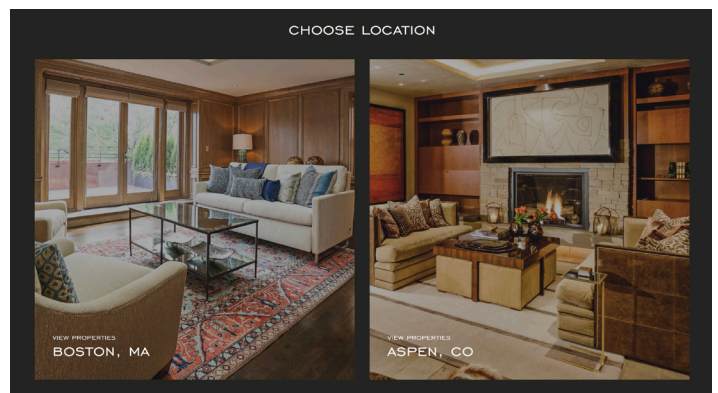 CHOOSE LOCATION
VIEW PROPERTIES
BOSTON, MA
VIEW PROPERTIES
ASPEN, CO